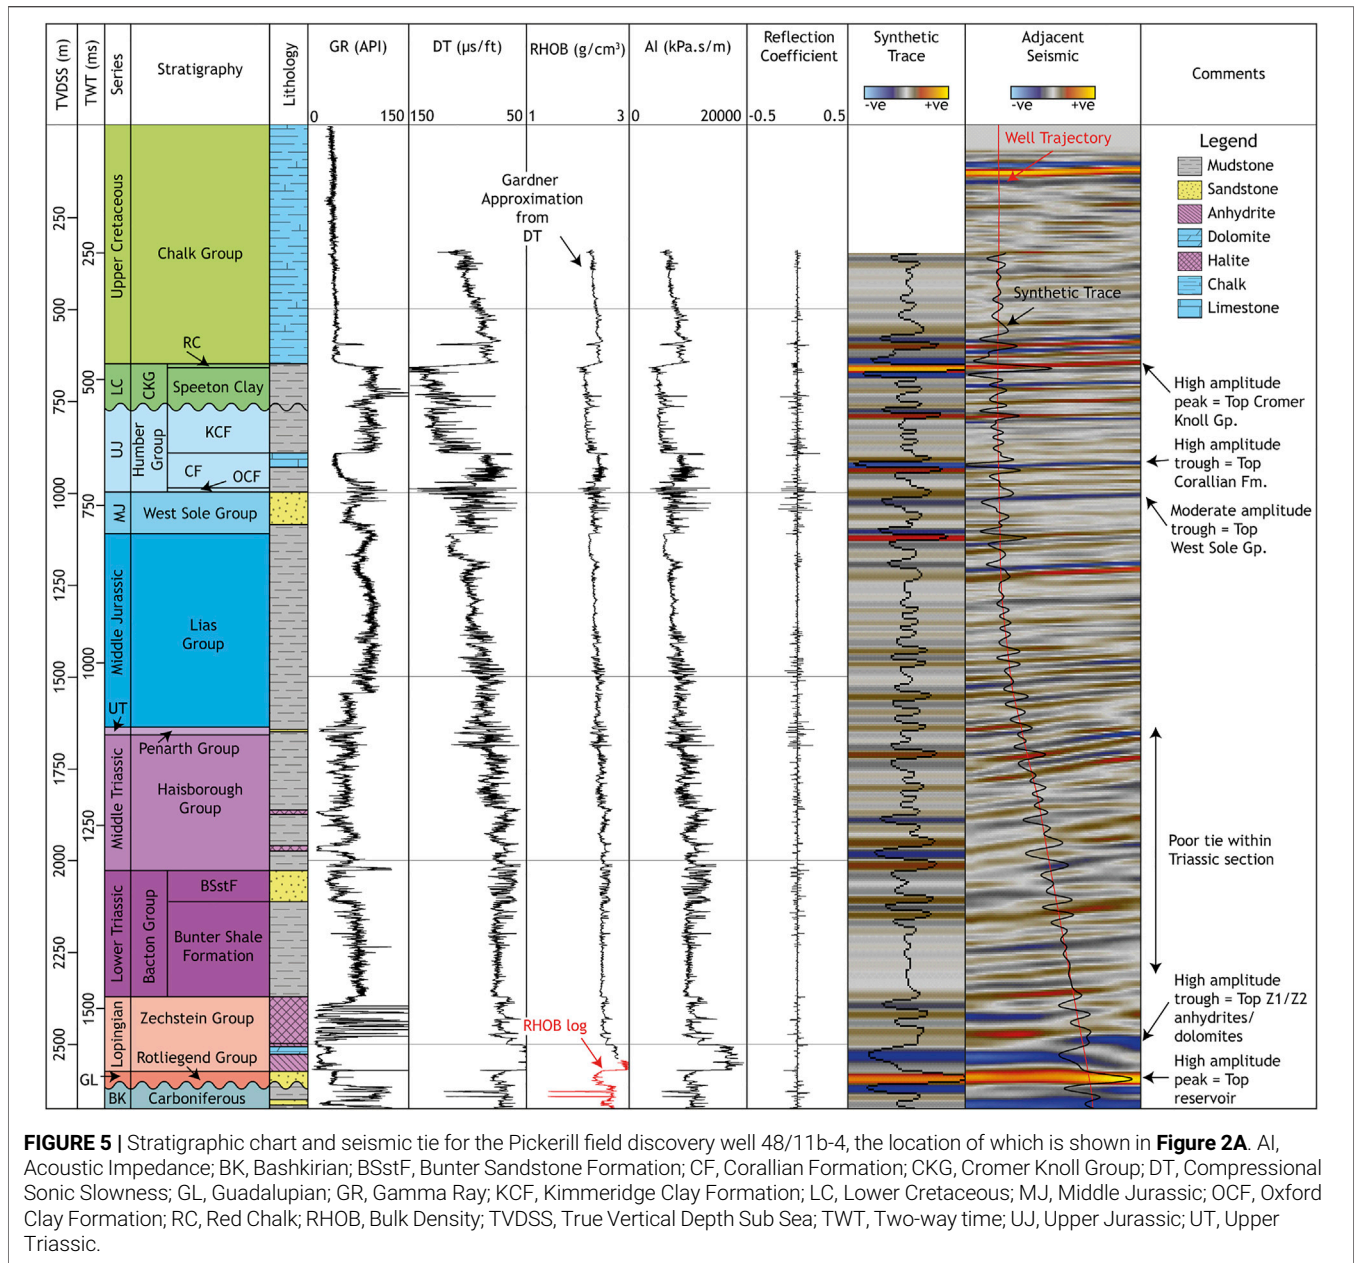 TVDSS (m)
TWT (ms)
Series
Stratigraphy
Lithology
GR (API)
0 150
DT (µs/ft)
150 50
RHOB (g/cm³)
1 3
AI (kPa.s/m)
0 20000
Reflection
Coefficient
-0.5 0.5
Synthetic
Trace
-ve +ve
Adjacent
Seismic
-ve +ve
Comments
250
500
750
1000
1250
1500
1750
2000
2250
2500
250
500
750
1000
1250
1500
Upper Cretaceous
LC
UJ
MJ
Middle Jurassic
UT
Middle Triassic
Lower Triassic
Lopingian
GL
BK
Chalk Group
RC
CKG
Speeton Clay
Humber
Group
KCF
CF
OCF
West Sole Group
Lias
Group
Penarth Group
Haisborough
Group
Bacton Group
BSstF
Bunter Shale
Formation
Zechstein Group
Rotliegend Group
Carboniferous
Gardner
Approximation
from
DT
RHOB log
Well Trajectory
Synthetic Trace
Legend
Mudstone
Sandstone
Anhydrite
Dolomite
Halite
Chalk
Limestone
High amplitude
peak = Top Cromer
Knoll Gp.
High amplitude
trough = Top
Corallian Fm.
Moderate amplitude
trough = Top
West Sole Gp.
Poor tie within
Triassic section
High amplitude
trough = Top Z1/Z2
anhydrites/
dolomites
High amplitude
peak = Top
reservoir
FIGURE 5 | Stratigraphic chart and seismic tie for the Pickerill field discovery well 48/11b-4, the location of which is shown in Figure 2A. AI,
Acoustic Impedance; BK, Bashkirian; BSstF, Bunter Sandstone Formation; CF, Corallian Formation; CKG, Cromer Knoll Group; DT, Compressional
Sonic Slowness; GL, Guadalupian; GR, Gamma Ray; KCF, Kimmeridge Clay Formation; LC, Lower Cretaceous; MJ, Middle Jurassic; OCF, Oxford
Clay Formation; RC, Red Chalk; RHOB, Bulk Density; TVDSS, True Vertical Depth Sub Sea; TWT, Two-way time; UJ, Upper Jurassic; UT, Upper
Triassic.